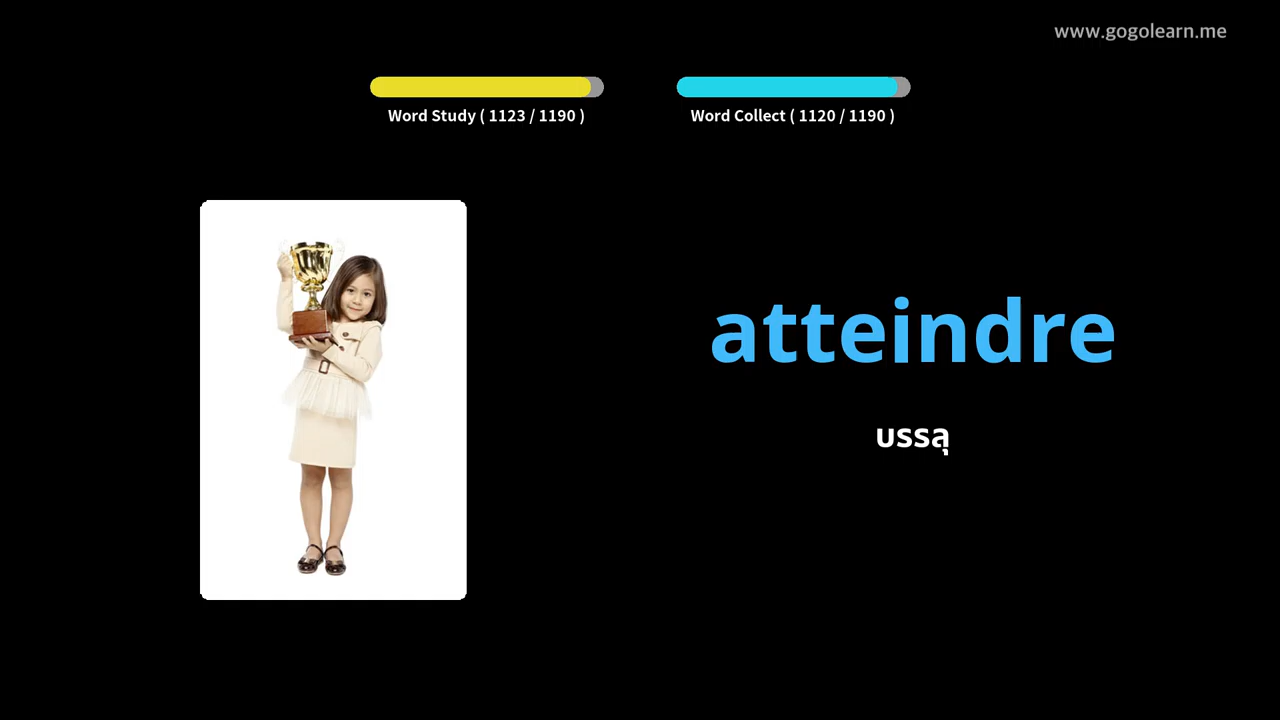 www.gogolearn.me
Word Study ( 1123 / 1190 )
Word Collect ( 1120 / 1190 )
atteindre
บรรลุ